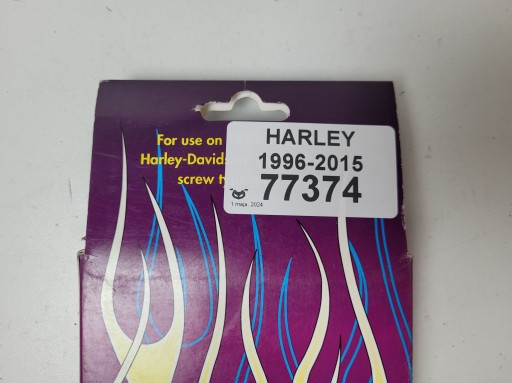 For use on
Harley-Davids
screw
HARLEY
1996-2015
77374
1 maja, 2024